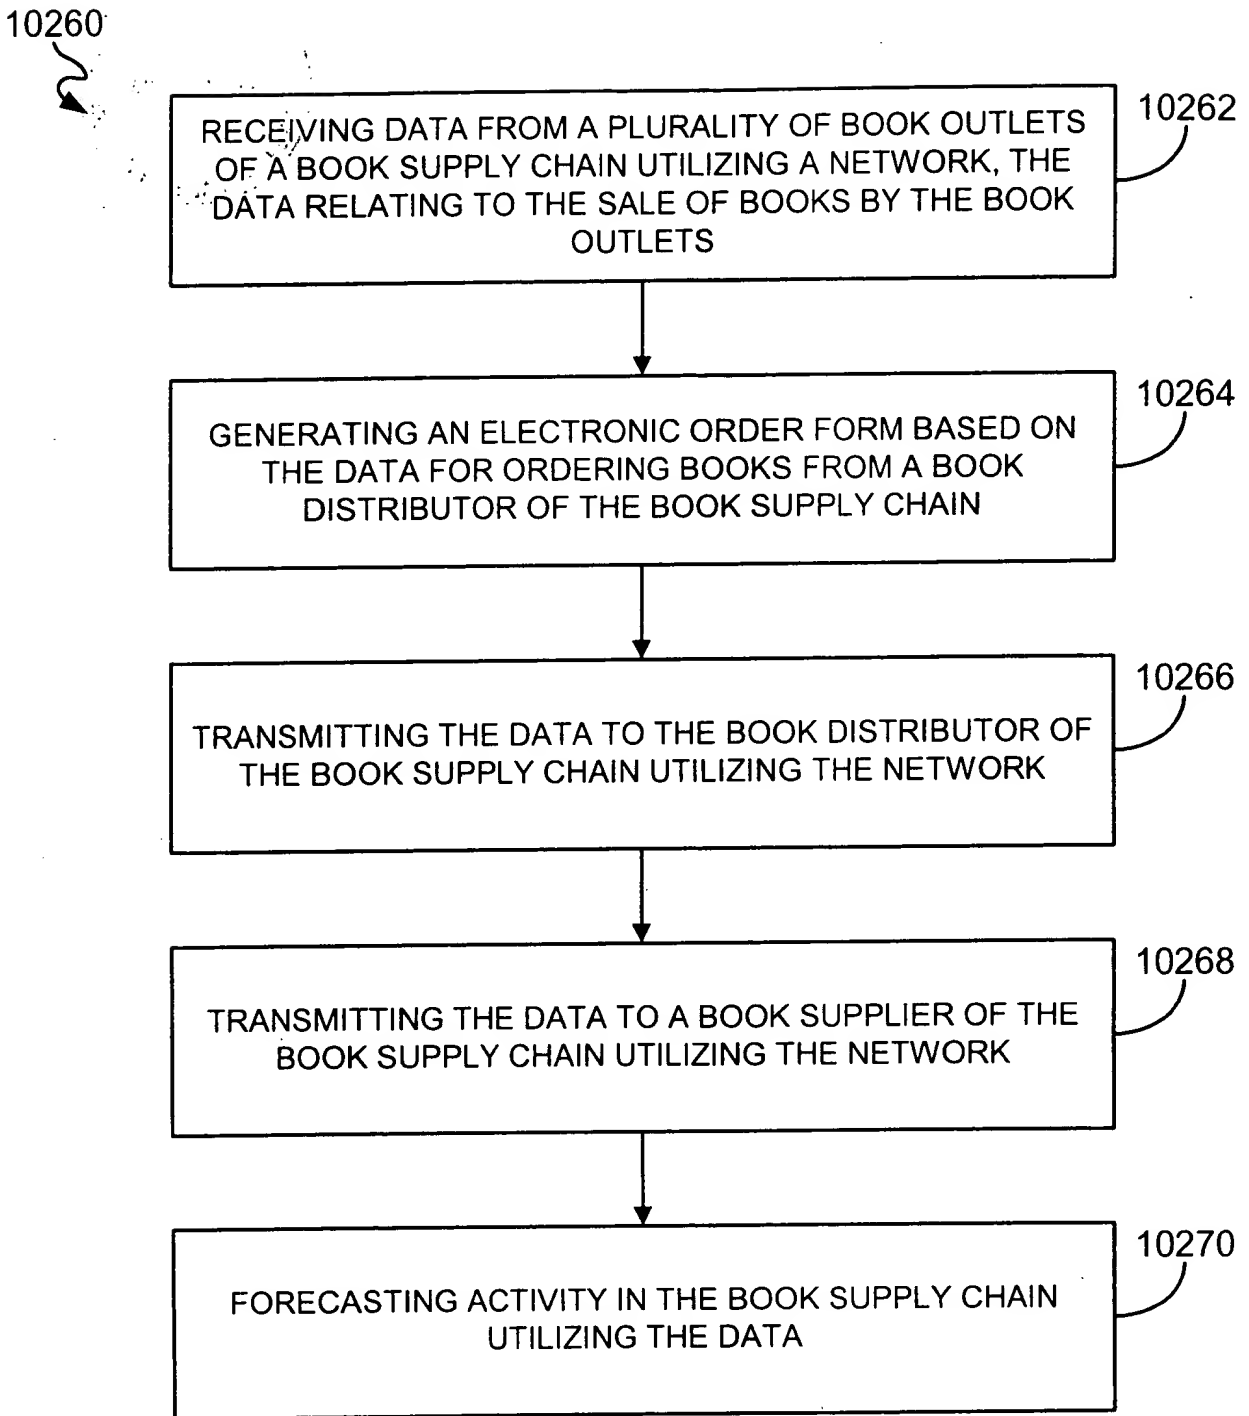 10260
RECEIVING DATA FROM A PLURALITY OF BOOK OUTLETS
OF A BOOK SUPPLY CHAIN UTILIZING A NETWORK, THE
DATA RELATING TO THE SALE OF BOOKS BY THE BOOK
OUTLETS
10262
GENERATING AN ELECTRONIC ORDER FORM BASED ON
THE DATA FOR ORDERING BOOKS FROM A BOOK
DISTRIBUTOR OF THE BOOK SUPPLY CHAIN
10264
TRANSMITTING THE DATA TO THE BOOK DISTRIBUTOR OF
THE BOOK SUPPLY CHAIN UTILIZING THE NETWORK
10266
TRANSMITTING THE DATA TO A BOOK SUPPLIER OF THE
BOOK SUPPLY CHAIN UTILIZING THE NETWORK
10268
FORECASTING ACTIVITY IN THE BOOK SUPPLY CHAIN
UTILIZING THE DATA
10270